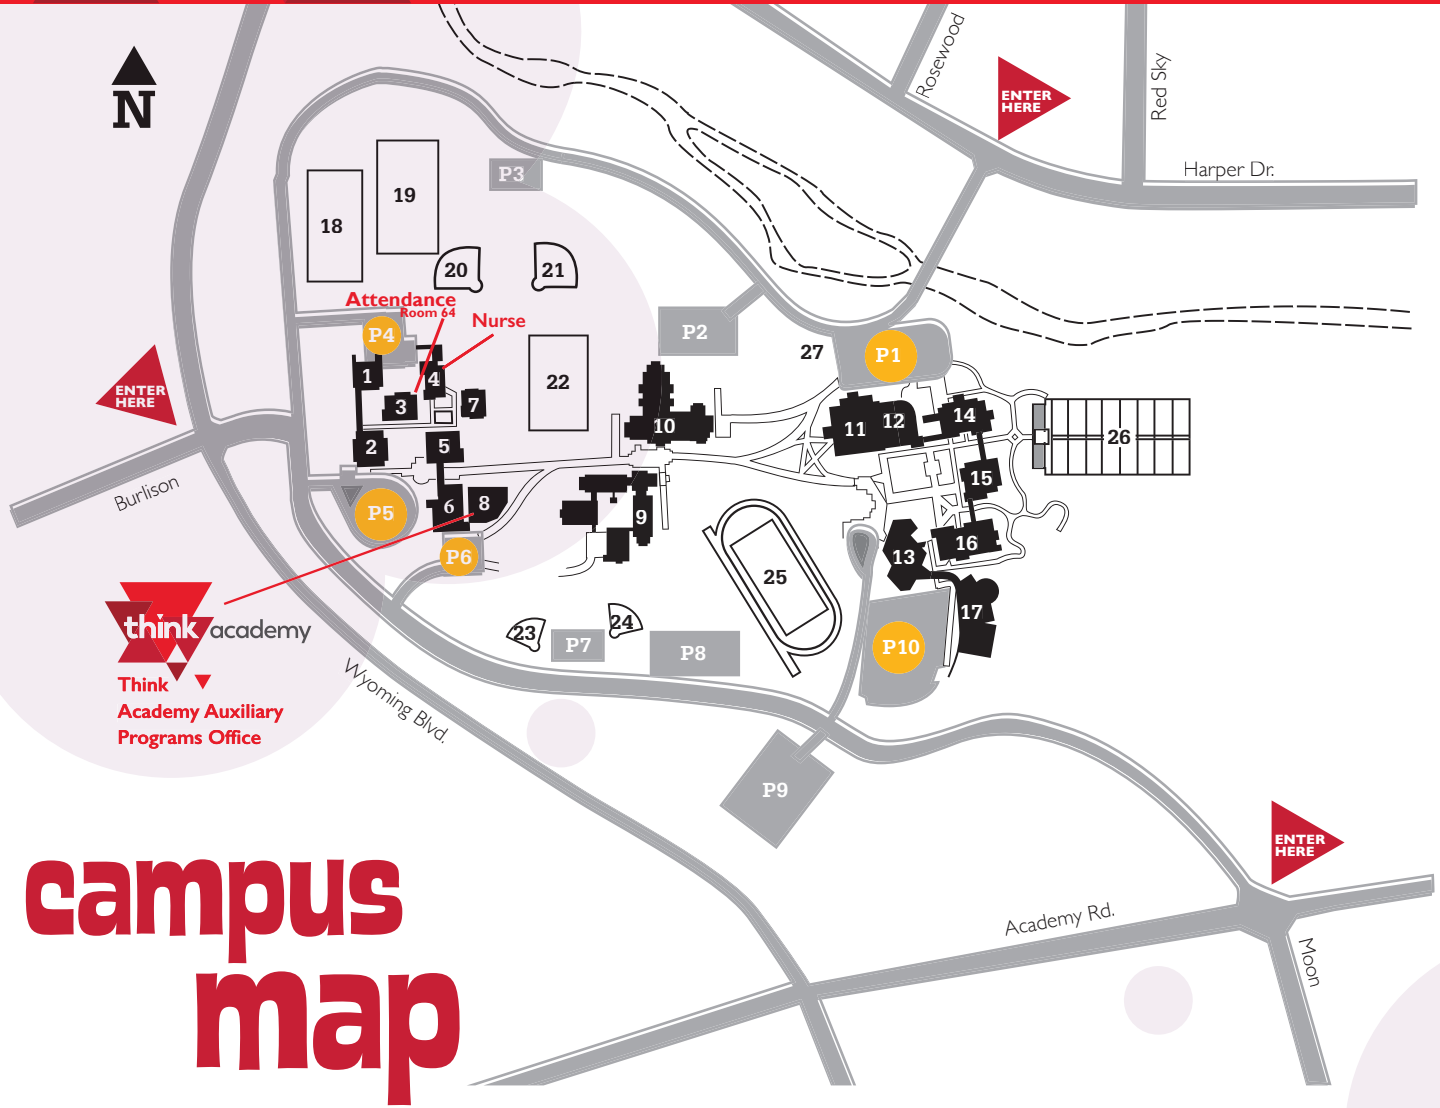 N
Rosewood
ENTER
HERE
Red Sky
Harper Dr.
P3
19
18
20
21
Attendance
Room 64
Nurse
P4
P2
27
P1
1
4
22
3
7
ENTER
HERE
10
11
12
14
26
2
5
15
Burlison
P5
6
8
9
16
P6
13
25
17
think academy
23
24
P7
P8
P10
Think
Academy Auxiliary
Programs Office
Wyoming Blvd.
P9
ENTER
HERE
campus
map
Academy Rd.
Moon